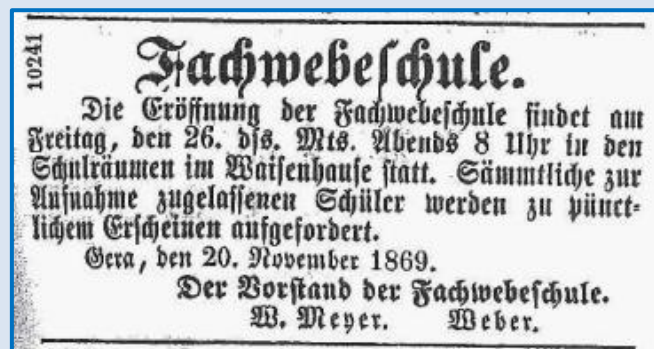 10241
Fachwebeschule.
Die Eröffnung der Fachwebeschule findet am
Freitag, den 26. dss. Mts. Abends 8 Uhr in den
Schulräumen im Waisenhause statt. Sämmtliche zur
Aufnahme zugelassenen Schüler werden zu pünct-
lichem Erscheinen aufgefordert.
Gera, den 20. November 1869.
Der Vorstand der Fachwebeschule.
W. Meyer. Weber.